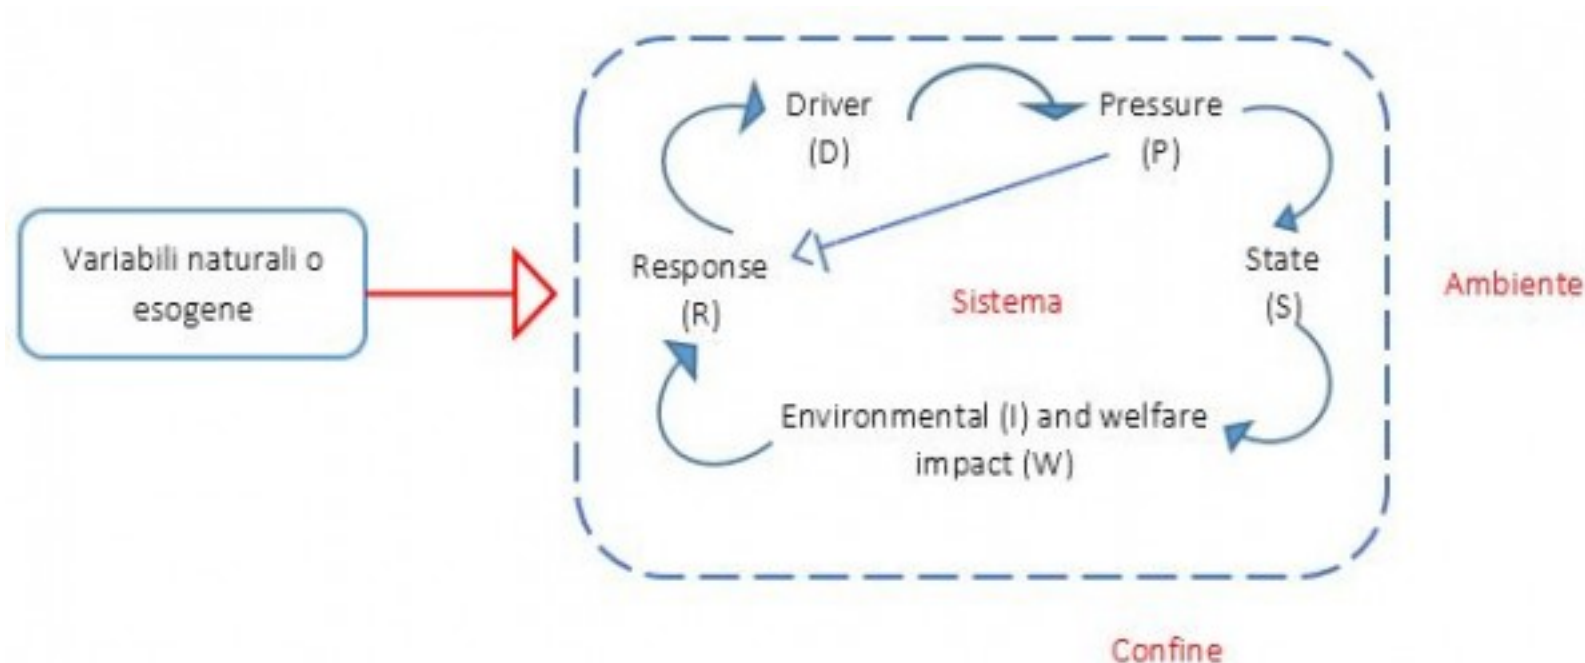 Driver
(D)
Pressure
(P)
Variabili naturali o
esogene
Response
(R)
Sistema
State
(S)
Ambiente
Environmental (I) and welfare
impact (W)
Confine